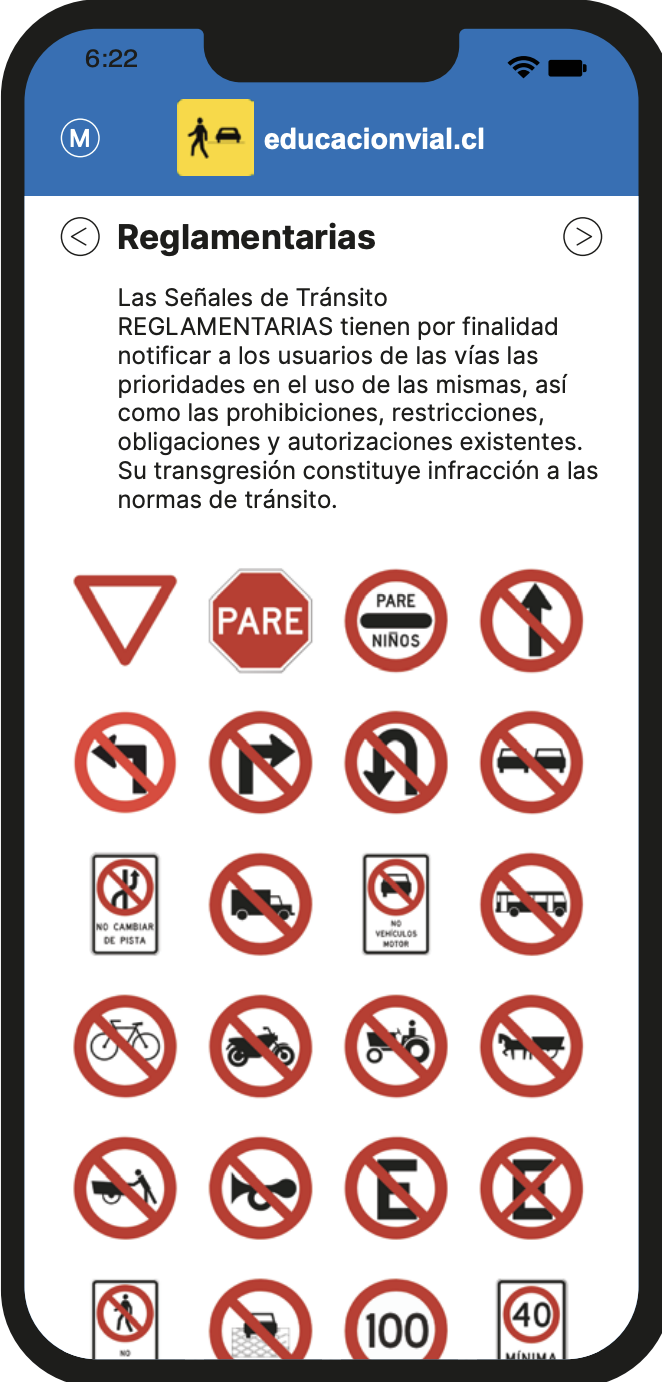 6:22
M
educacionvial.cl
< Reglamentarias >
Las Señales de Tránsito
REGLAMENTARIAS tienen por finalidad
notificar a los usuarios de las vías las
prioridades en el uso de las mismas, así
como las prohibiciones, restricciones,
obligaciones y autorizaciones existentes.
Su transgresión constituye infracción a las
normas de tránsito.
PARE
PARE
NIÑOS
NO CAMBIAR
DE PISTA
NO
VEHÍCULOS
MOTOR
E
E
NO
100
40
MÍNIMA